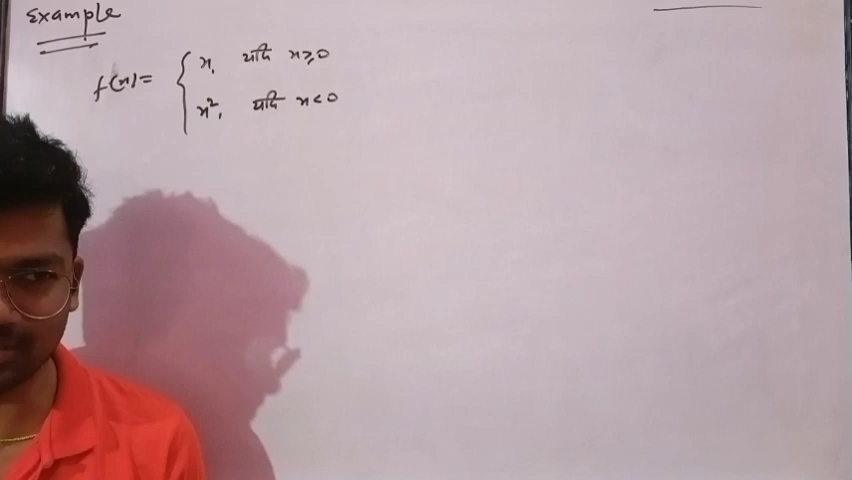 Example
f(x) = { x, यदि x ≥ 0
x², यदि x < 0